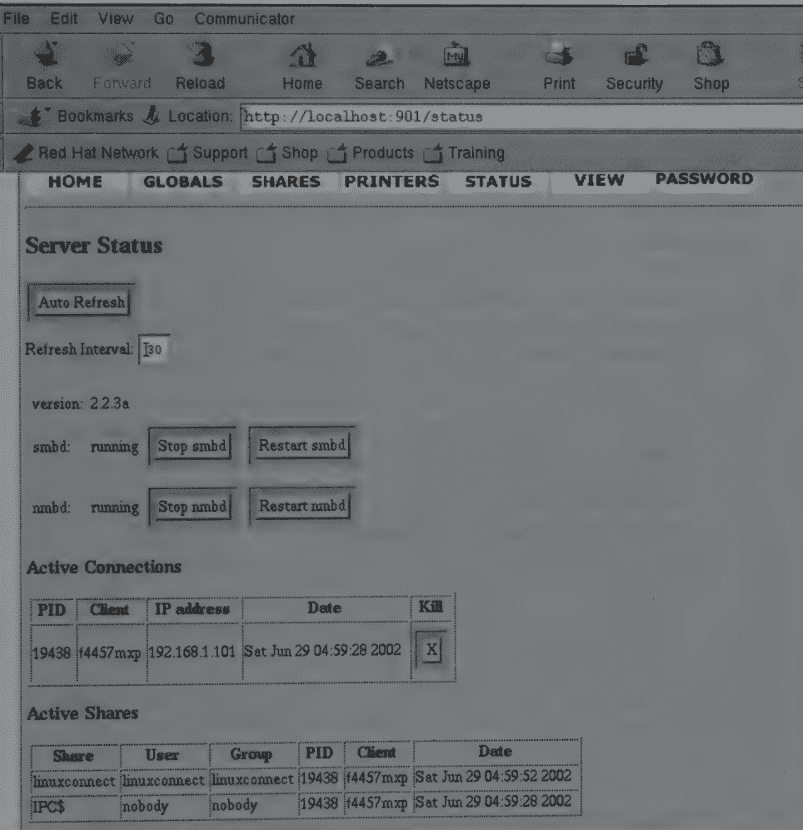 File Edit View Go Communicator
Back Forward Reload Home Search Netscape Print Security Shop
Bookmarks Location: http://localhost:901/status
Red Hat Network Support Shop Products Training
HOME GLOBALS SHARES PRINTERS STATUS VIEW PASSWORD
Server Status
Auto Refresh
Refresh Interval: 30
version: 2.2.3a
smbd: running Stop smbd Restart smbd
nmbd: running Stop nmbd Restart nmbd
Active Connections
PID Client IP address Date Kill
19438 f4457mxp 192.168.1.101 Sat Jun 29 04:59:28 2002 X
Active Shares
Share User Group PID Client Date
linuxconnect linuxconnect linuxconnect 19438 f4457mxp Sat Jun 29 04:59:52 2002
IPC$ nobody nobody 19438 f4457mxp Sat Jun 29 04:59:28 2002